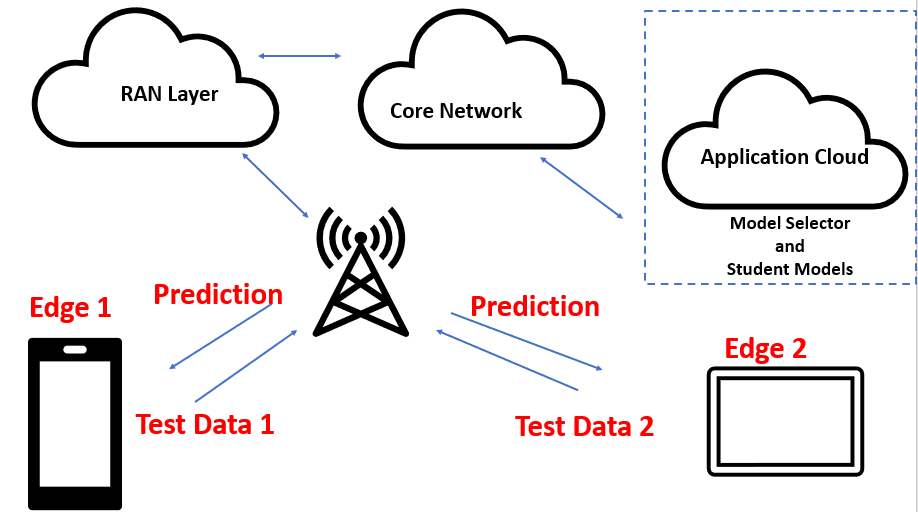 RAN Layer
Core Network
Application Cloud
Model Selector
and
Student Models
Prediction
Edge 1
Prediction
Edge 2
Test Data 1
Test Data 2